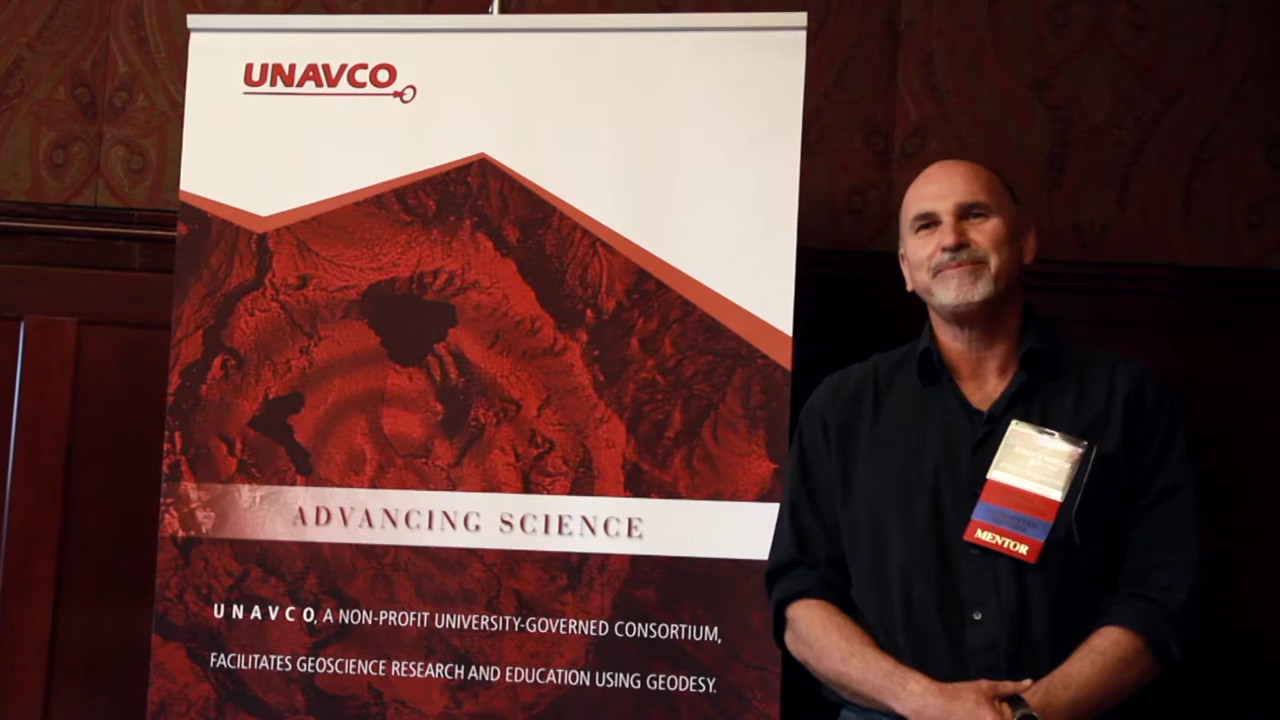 UNAVCO
ADVANCING SCIENCE
UNAVCO, A NON-PROFIT UNIVERSITY-GOVERNED CONSORTIUM,
FACILITATES GEOSCIENCE RESEARCH AND EDUCATION USING GEODESY.
MENTOR